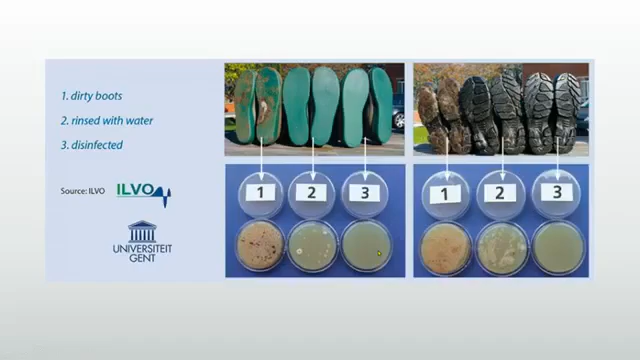 1. dirty boots
2. rinsed with water
3. disinfected
Source: ILVO
ILVO
UNIVERSITEIT
GENT
1 2 3
1 2 3